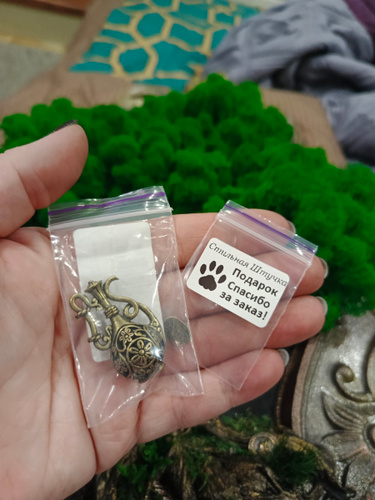 Стильная Штучка
Подарок
Спасибо
за заказ!